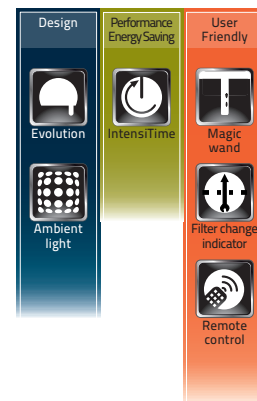 Design
Performance
Energy Saving
User
Friendly
Evolution
IntensiTime
Magic
wand
Ambient
light
Filter change
indicator
Remote
control